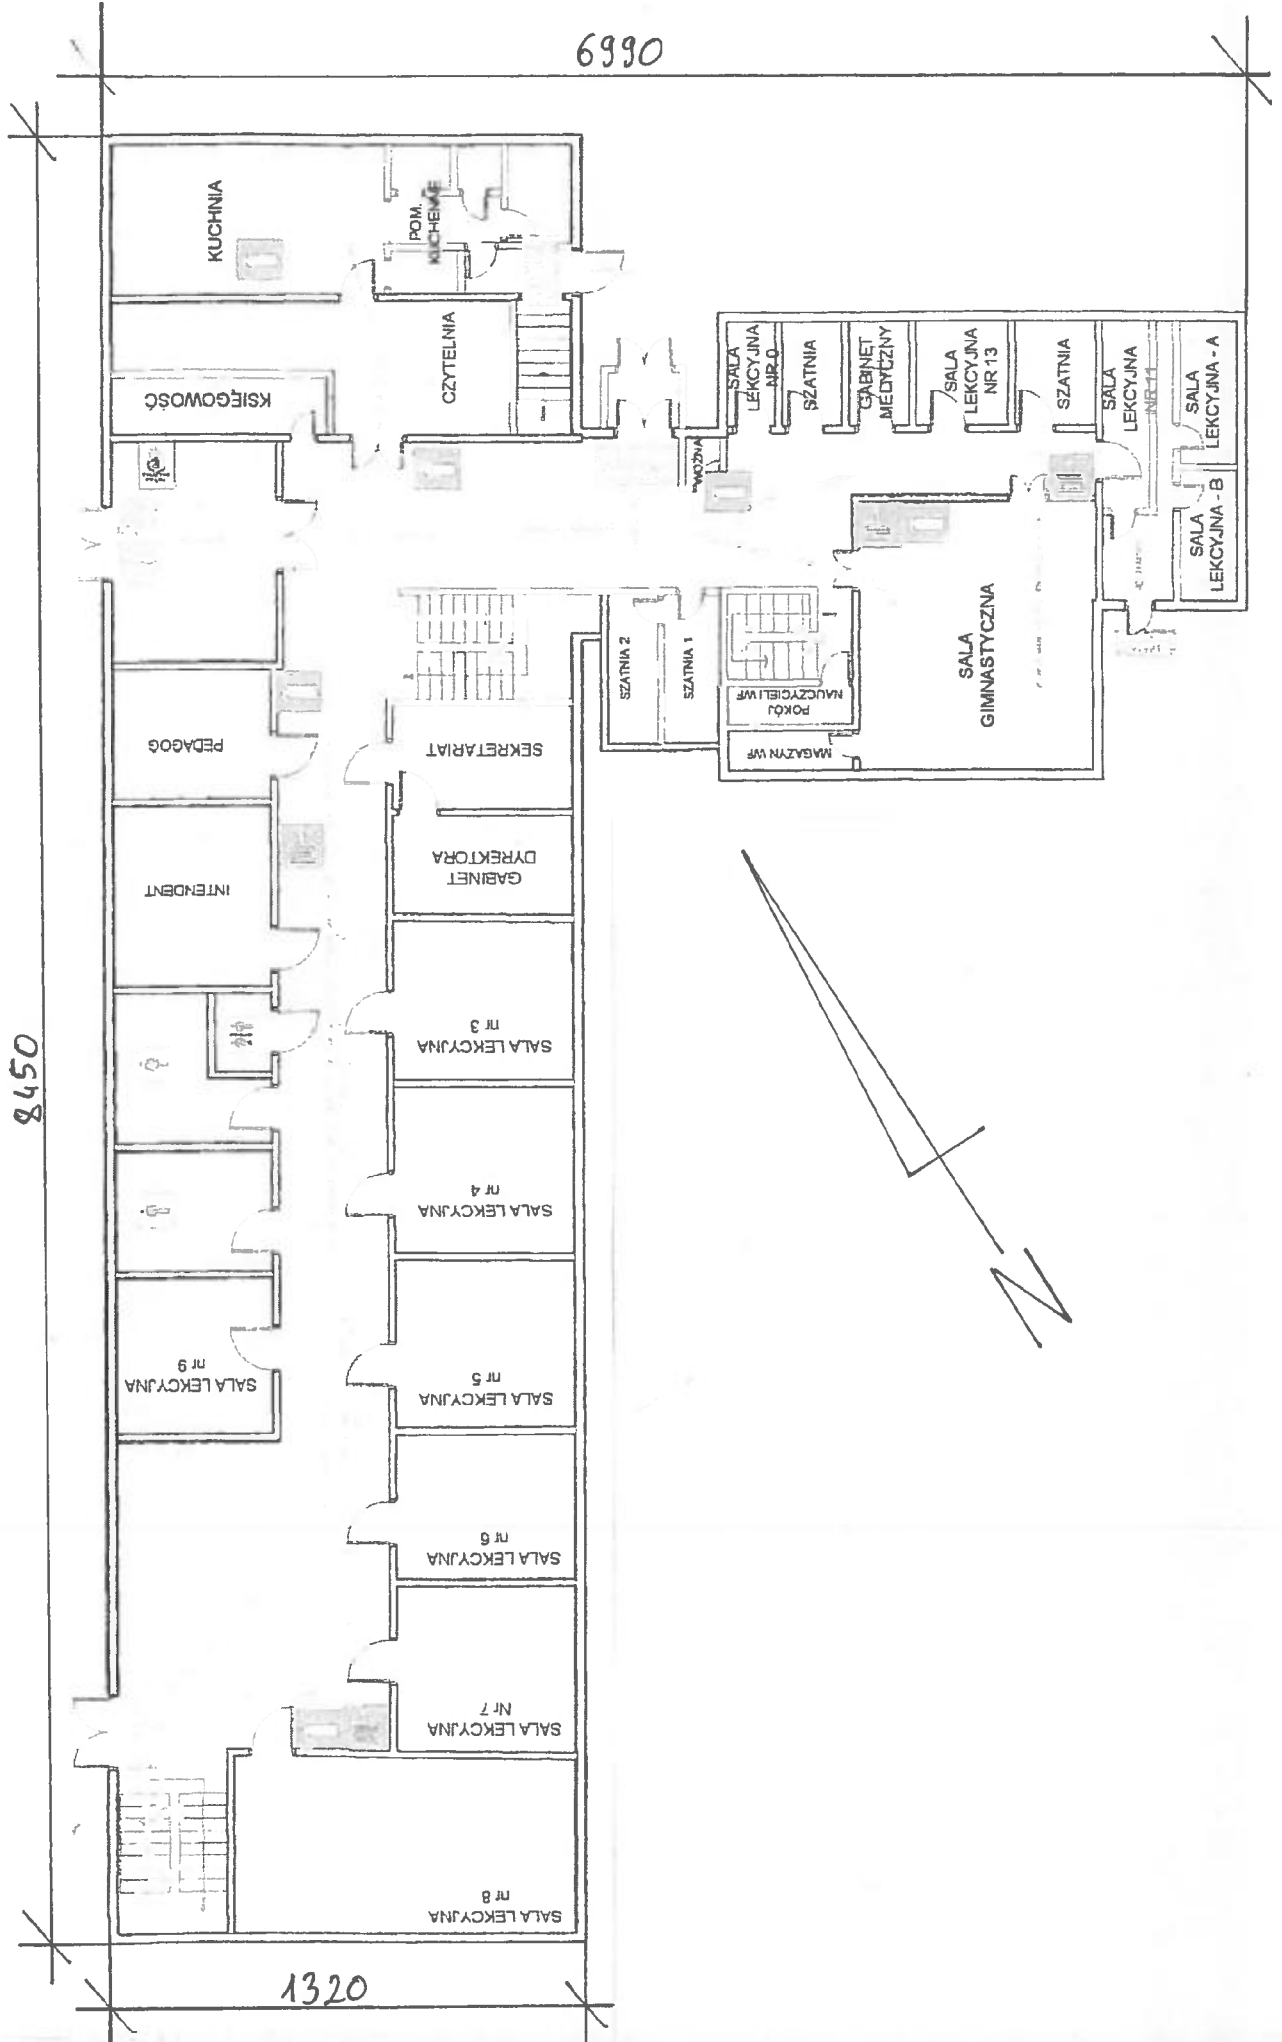 6990
8450
KUCHNIA
POM.
KUCHENNE
CZYTELNIA
KSIĘGOWOŚĆ
SALA
LEKCYJNA
NR 0
SZATNIA
GABINET
MEDYCZNY
SALA
LEKCYJNA
NR 13
SZATNIA
SALA
LEKCYJNA
NR 11
SALA
LEKCYJNA - A
SALA
LEKCYJNA - B
WOŹNA
SZATNIA 2
SZATNIA 1
POKÓJ
NAUCZYCIELI WF
MAGAZYN WF
SALA
GIMNASTYCZNA
PEDAGOG
SEKRETARIAT
INTENDENT
GABINET
DYREKTORA
SALA LEKCYJNA
nr 3
SALA LEKCYJNA
nr 4
SALA LEKCYJNA
nr 9
SALA LEKCYJNA
nr 5
SALA LEKCYJNA
nr 6
SALA LEKCYJNA
Nr 7
SALA LEKCYJNA
nr 8
N
1320